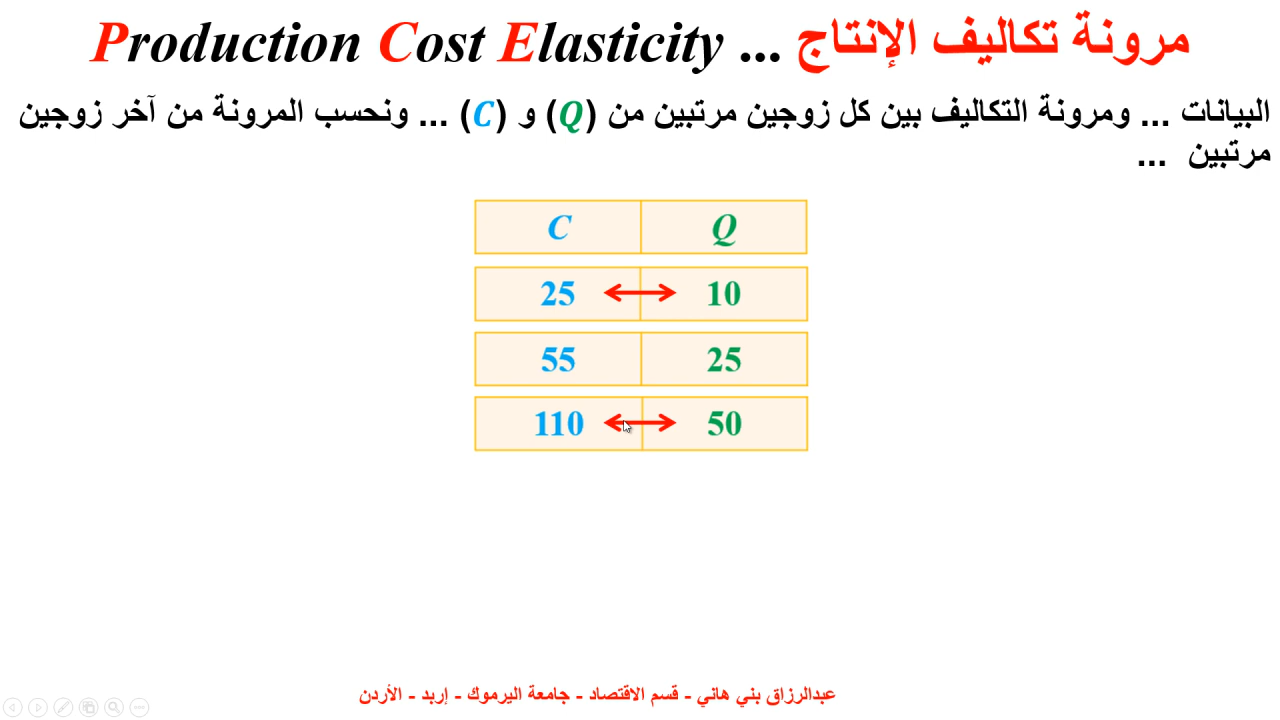 مرونة تكاليف الإنتاج ... Production Cost Elasticity
البيانات ... ومرونة التكاليف بين كل زوجين مرتبين من (Q) و (C) ... ونحسب المرونة من آخر زوجين
مرتبين ...
C Q
25 10
55 25
110 50
عبدالرزاق بني هاني - قسم الاقتصاد - جامعة اليرموك - إربد - الأردن